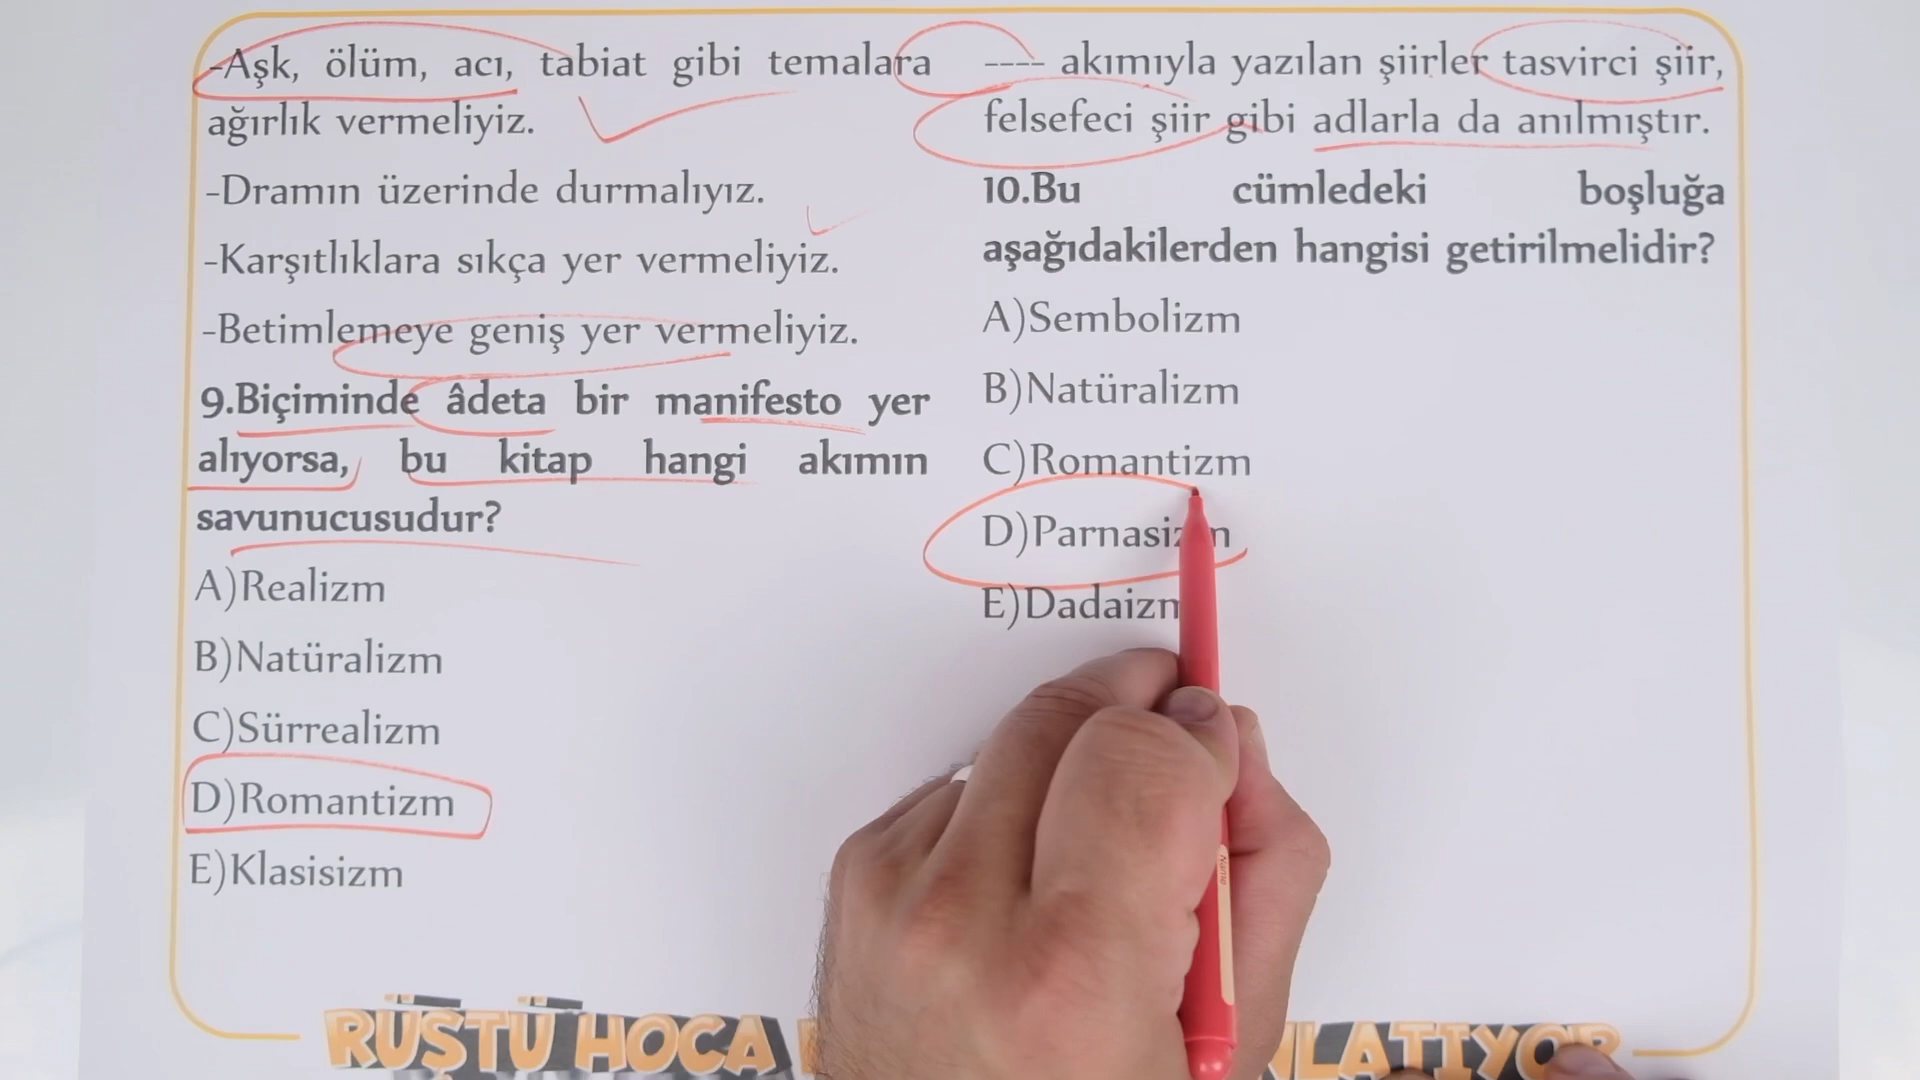 -Aşk, ölüm, acı, tabiat gibi temalara
ağırlık vermeliyiz.
-Dramın üzerinde durmalıyız.
-Karşıtlıklara sıkça yer vermeliyiz.
-Betimlemeye geniş yer vermeliyiz.
9.Biçiminde âdeta bir manifesto yer
alıyorsa, bu kitap hangi akımın
savunucusudur?
A)Realizm
B)Natüralizm
C)Sürrealizm
D)Romantizm
E)Klasisizm
---- akımıyla yazılan şiirler tasvirci şiir,
felsefeci şiir gibi adlarla da anılmıştır.
10.Bu cümledeki boşluğa
aşağıdakilerden hangisi getirilmelidir?
A)Sembolizm
B)Natüralizm
C)Romantizm
D)Parnasizm
E)Dadaizm
RÜŞTÜ HOCA